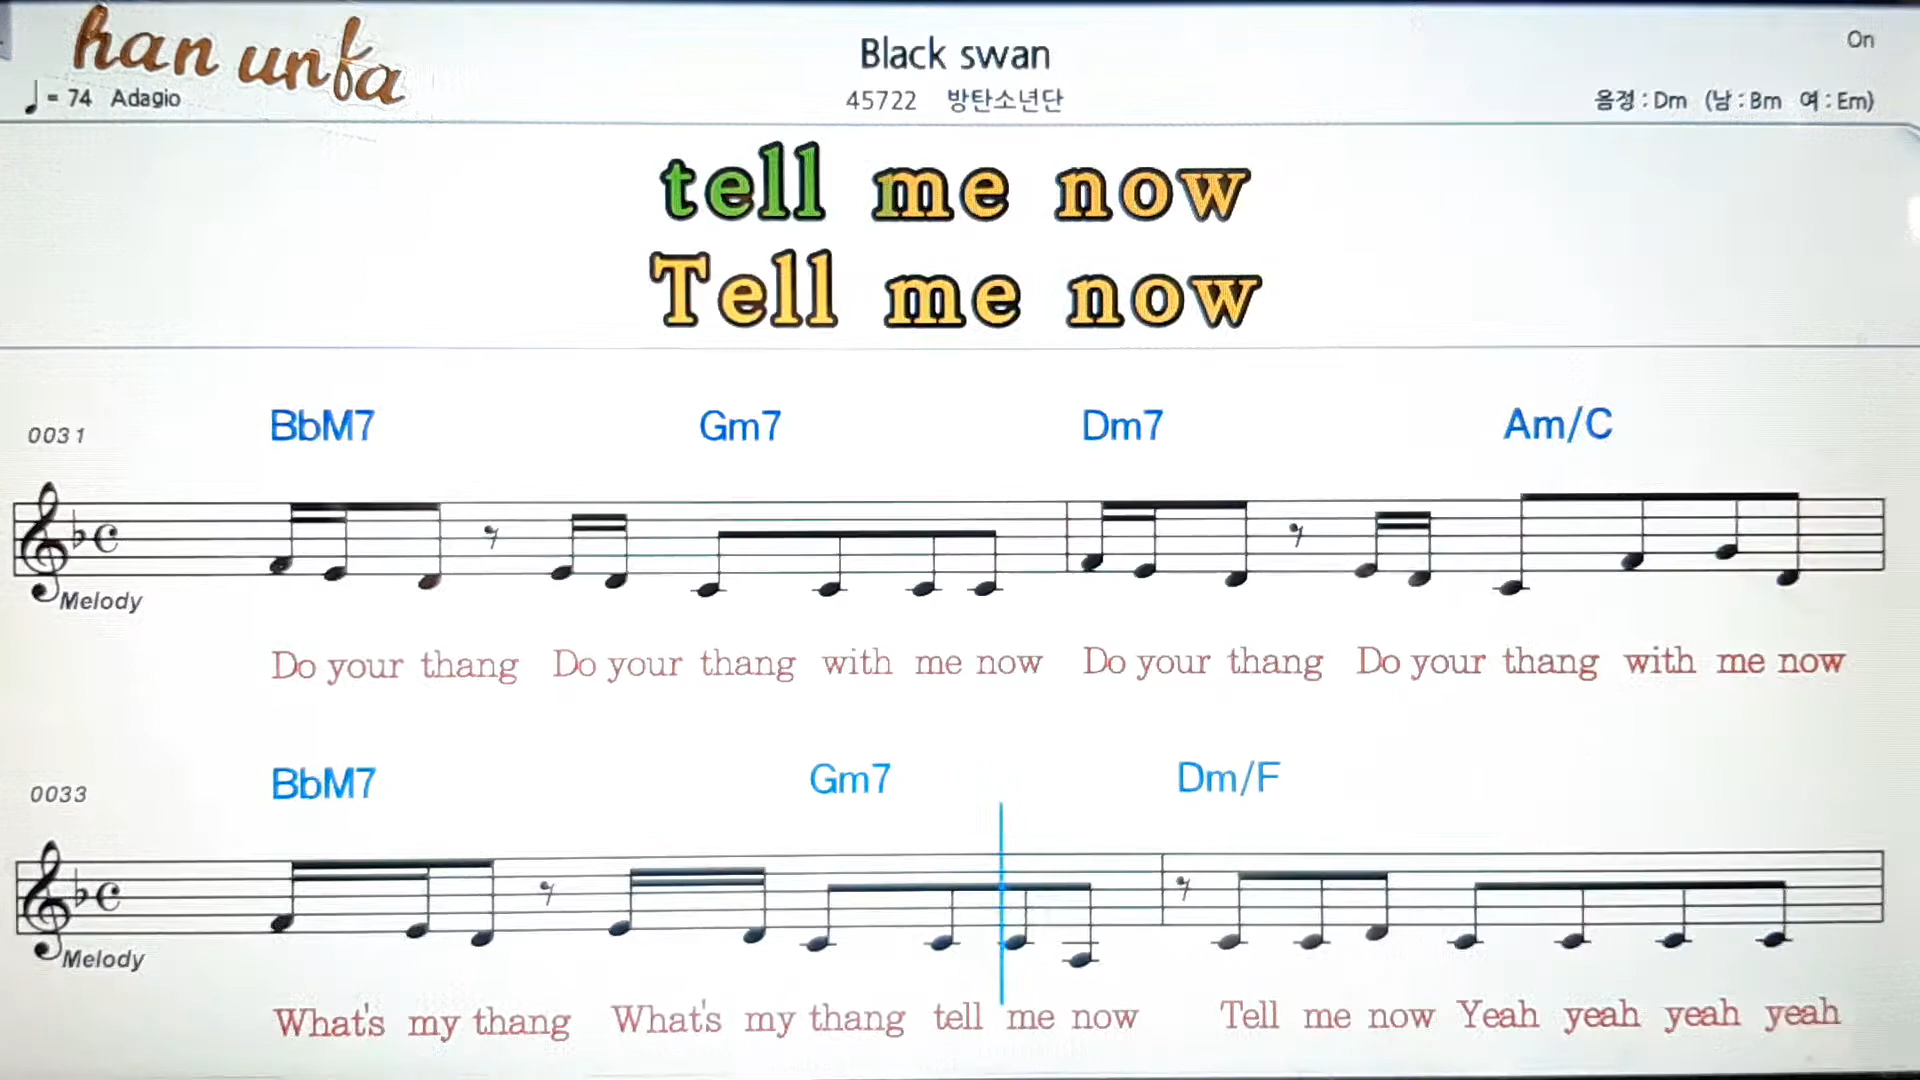 han unfa
Black swan
On
= 74 Adagio
45722 방탄소년단
음정 : Dm (남 : Bm 여 : Em)
tell me now
Tell me now
0031 BbM7 Gm7 Dm7 Am/C
Melody
Do your thang Do your thang with me now Do your thang Do your thang with me now
0033 BbM7 Gm7 Dm/F
Melody
What's my thang What's my thang tell me now Tell me now Yeah yeah yeah yeah